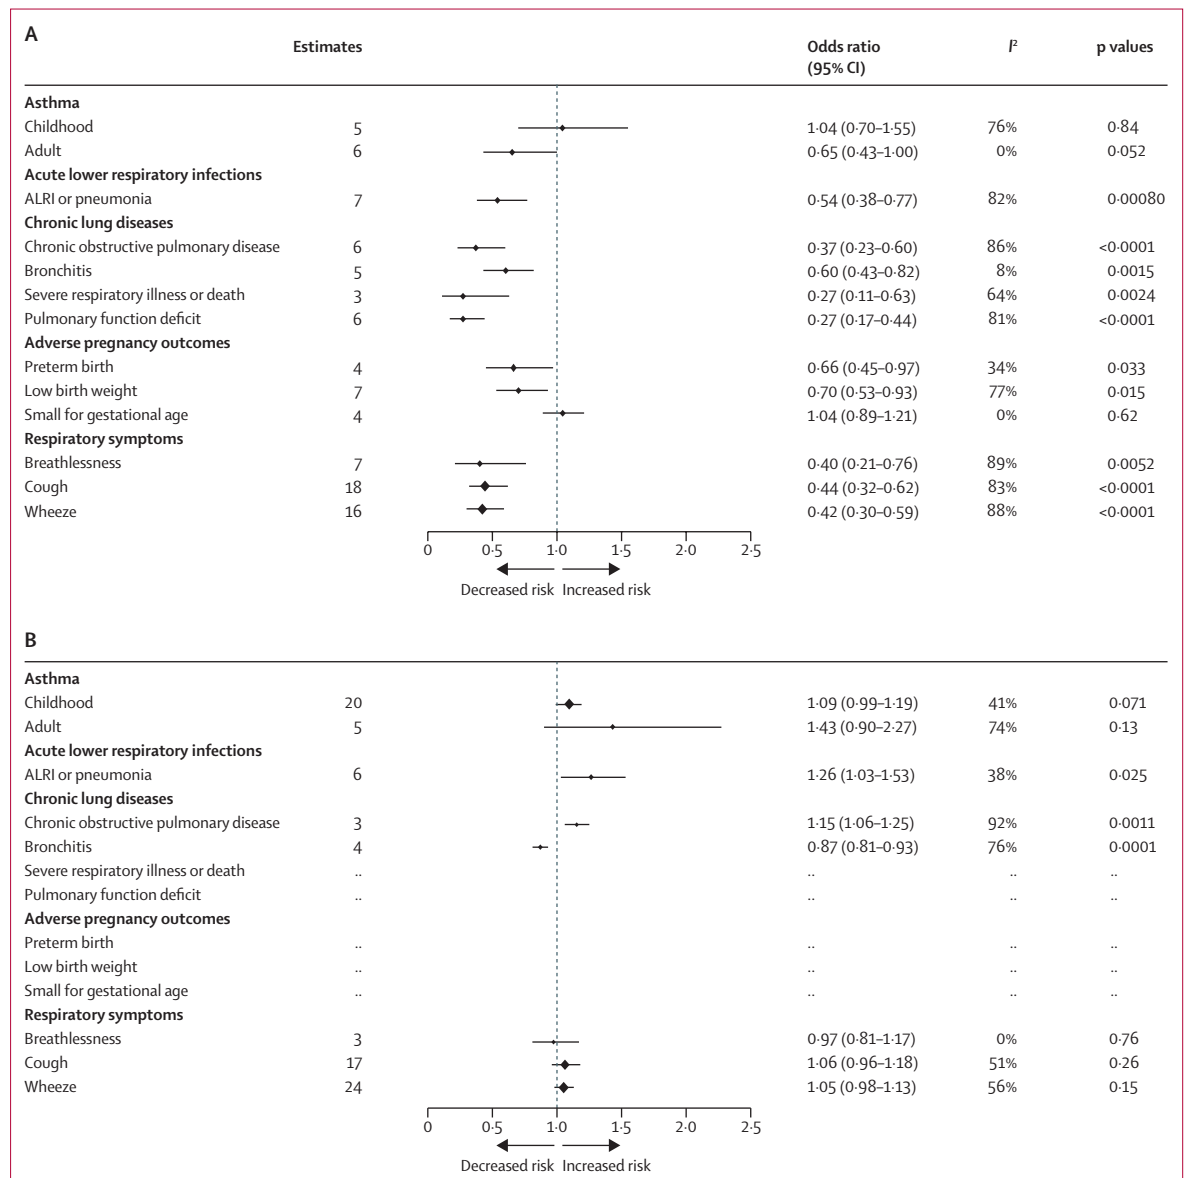 A
Estimates Odds ratio (95% CI) I² p values
Asthma
Childhood 5 1·04 (0·70–1·55) 76% 0·84
Adult 6 0·65 (0·43–1·00) 0% 0·052
Acute lower respiratory infections
ALRI or pneumonia 7 0·54 (0·38–0·77) 82% 0·00080
Chronic lung diseases
Chronic obstructive pulmonary disease 6 0·37 (0·23–0·60) 86% <0·0001
Bronchitis 5 0·60 (0·43–0·82) 8% 0·0015
Severe respiratory illness or death 3 0·27 (0·11–0·63) 64% 0·0024
Pulmonary function deficit 6 0·27 (0·17–0·44) 81% <0·0001
Adverse pregnancy outcomes
Preterm birth 4 0·66 (0·45–0·97) 34% 0·033
Low birth weight 7 0·70 (0·53–0·93) 77% 0·015
Small for gestational age 4 1·04 (0·89–1·21) 0% 0·62
Respiratory symptoms
Breathlessness 7 0·40 (0·21–0·76) 89% 0·0052
Cough 18 0·44 (0·32–0·62) 83% <0·0001
Wheeze 16 0·42 (0·30–0·59) 88% <0·0001
0 0·5 1·0 1·5 2·0 2·5
Decreased risk Increased risk
B
Asthma
Childhood 20 1·09 (0·99–1·19) 41% 0·071
Adult 5 1·43 (0·90–2·27) 74% 0·13
Acute lower respiratory infections
ALRI or pneumonia 6 1·26 (1·03–1·53) 38% 0·025
Chronic lung diseases
Chronic obstructive pulmonary disease 3 1·15 (1·06–1·25) 92% 0·0011
Bronchitis 4 0·87 (0·81–0·93) 76% 0·0001
Severe respiratory illness or death .. .. .. ..
Pulmonary function deficit .. .. .. ..
Adverse pregnancy outcomes
Preterm birth .. .. .. ..
Low birth weight .. .. .. ..
Small for gestational age .. .. .. ..
Respiratory symptoms
Breathlessness 3 0·97 (0·81–1·17) 0% 0·76
Cough 17 1·06 (0·96–1·18) 51% 0·26
Wheeze 24 1·05 (0·98–1·13) 56% 0·15
0 0·5 1·0 1·5 2·0 2·5
Decreased risk Increased risk